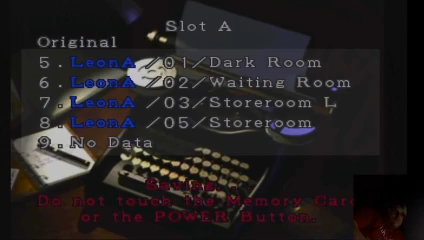 Slot A
Original
5. LeonA /01/Dark Room
6. LeonA /02/Waiting Room
7. LeonA /03/Storeroom L
8. LeonA /05/Storeroom
9. No Data
Saving...
Do not touch the Memory Card
or the POWER Button.